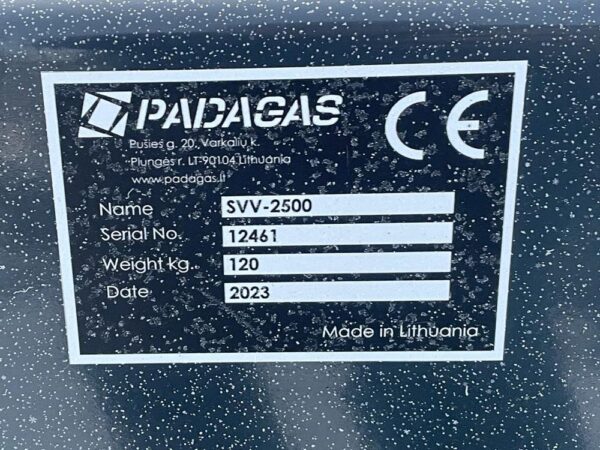 PADAGAS
CE
Pušies g. 20, Varkalių k.
Plungės r. LT-90104 Lithuania
www.padagas.lt
Name SVV-2500
Serial No. 12461
Weight kg. 120
Date 2023
Made in Lithuania